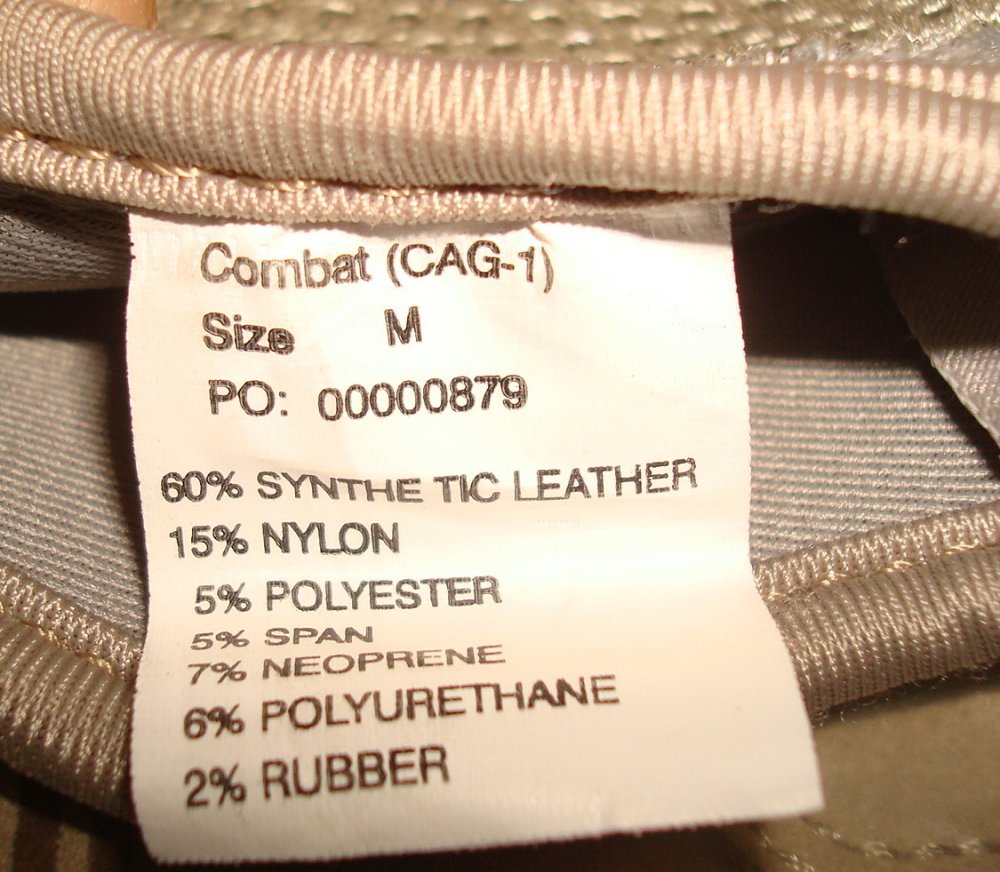 Combat (CAG-1)
Size M
PO: 00000879
60% SYNTHE TIC LEATHER
15% NYLON
5% POLYESTER
5% SPAN
7% NEOPRENE
6% POLYURETHANE
2% RUBBER